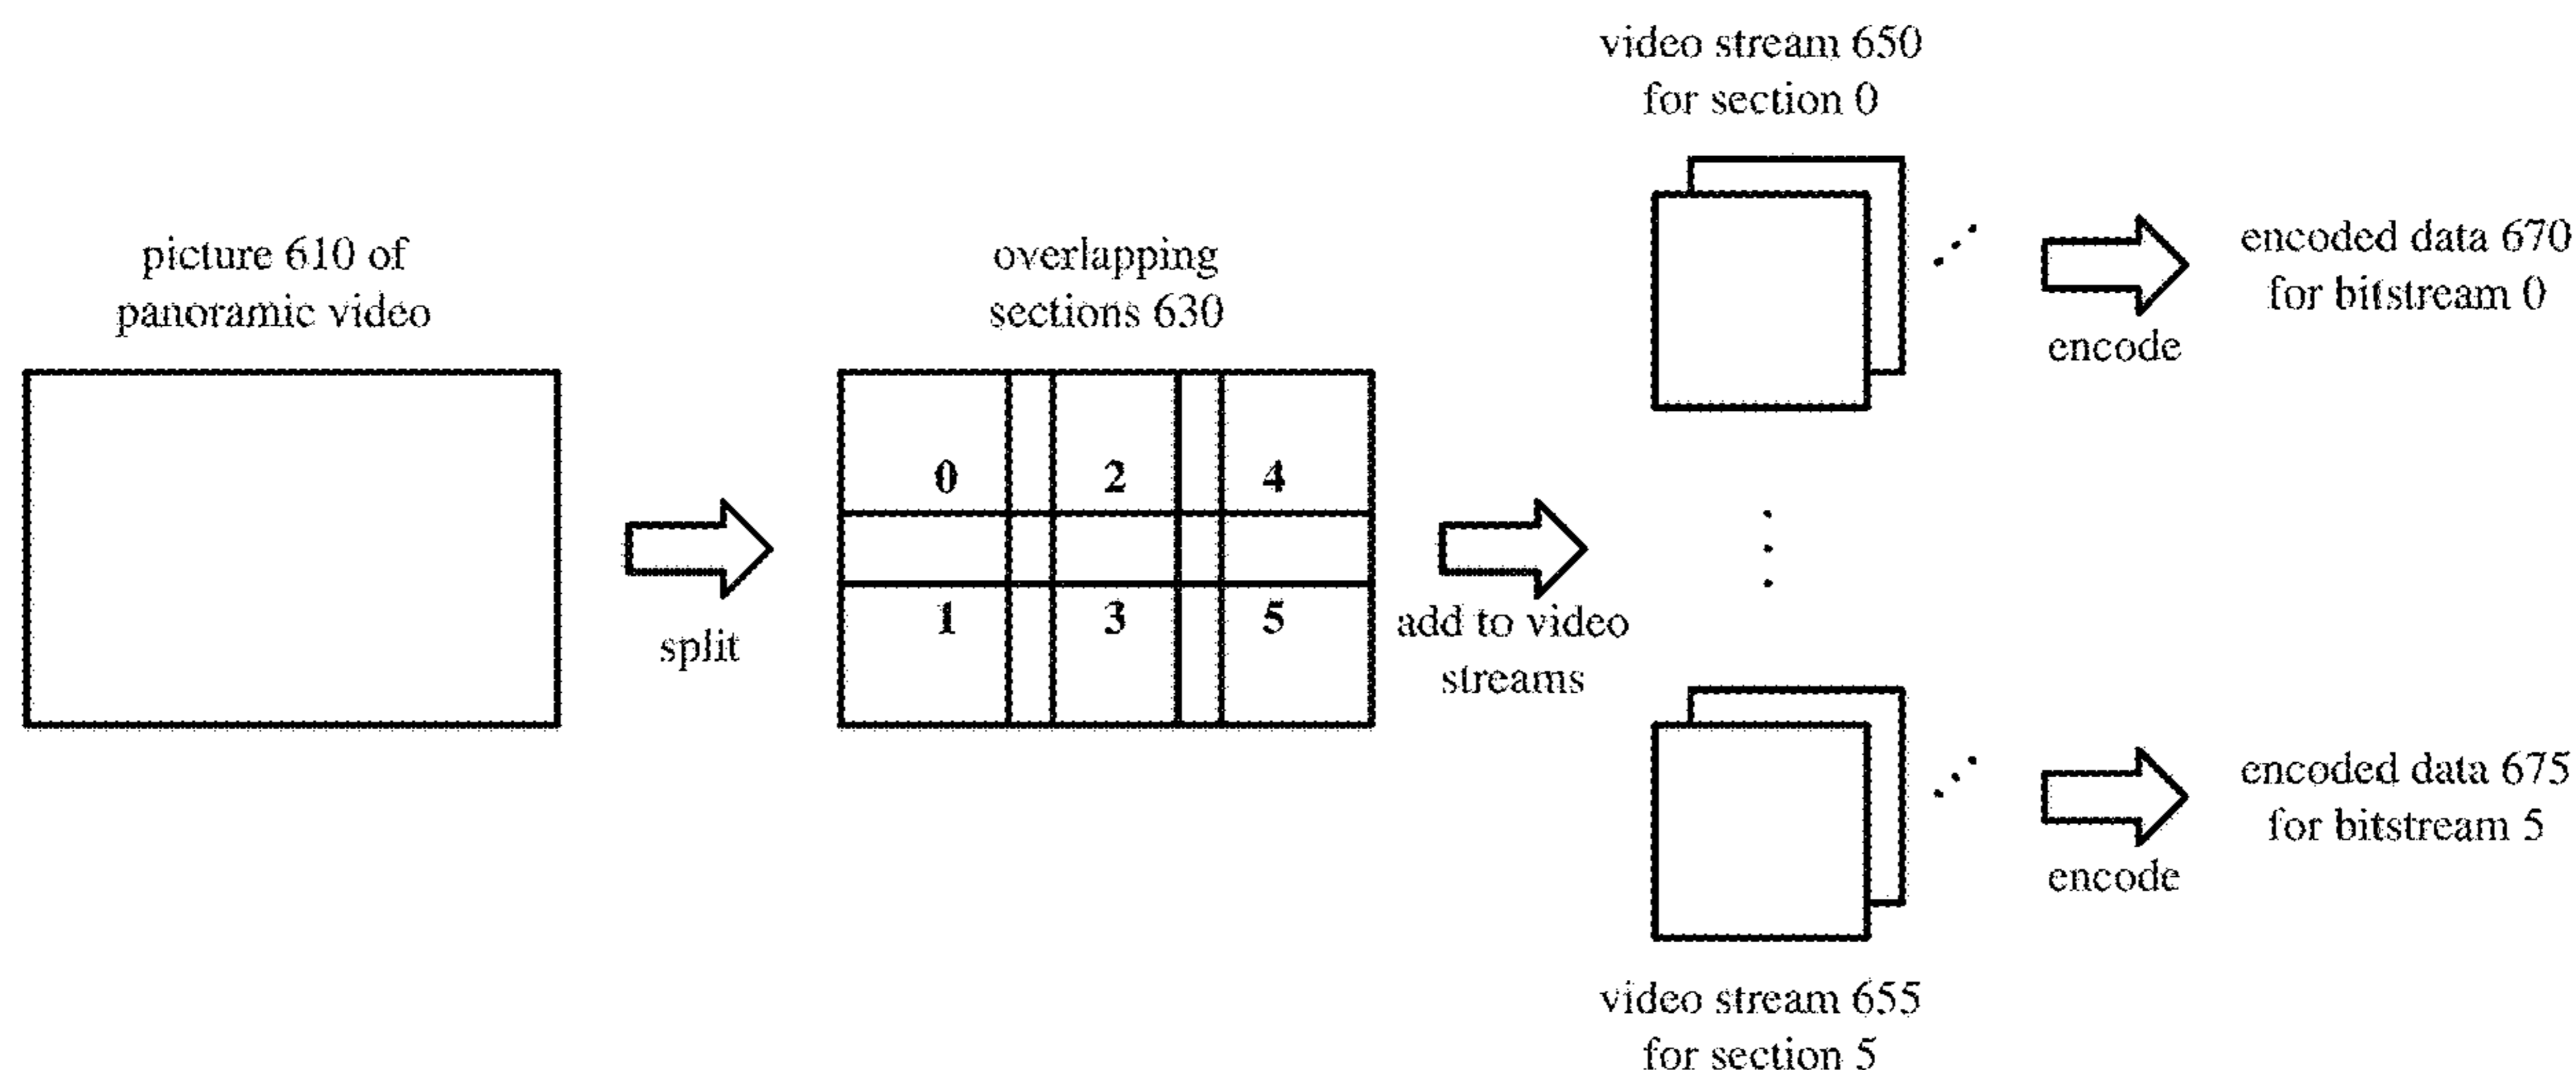 picture 610 of
panoramic video
split
overlapping
sections 630
0 2 4
1 3 5
add to video
streams
video stream 650
for section 0
encode
encoded data 670
for bitstream 0
video stream 655
for section 5
encode
encoded data 675
for bitstream 5